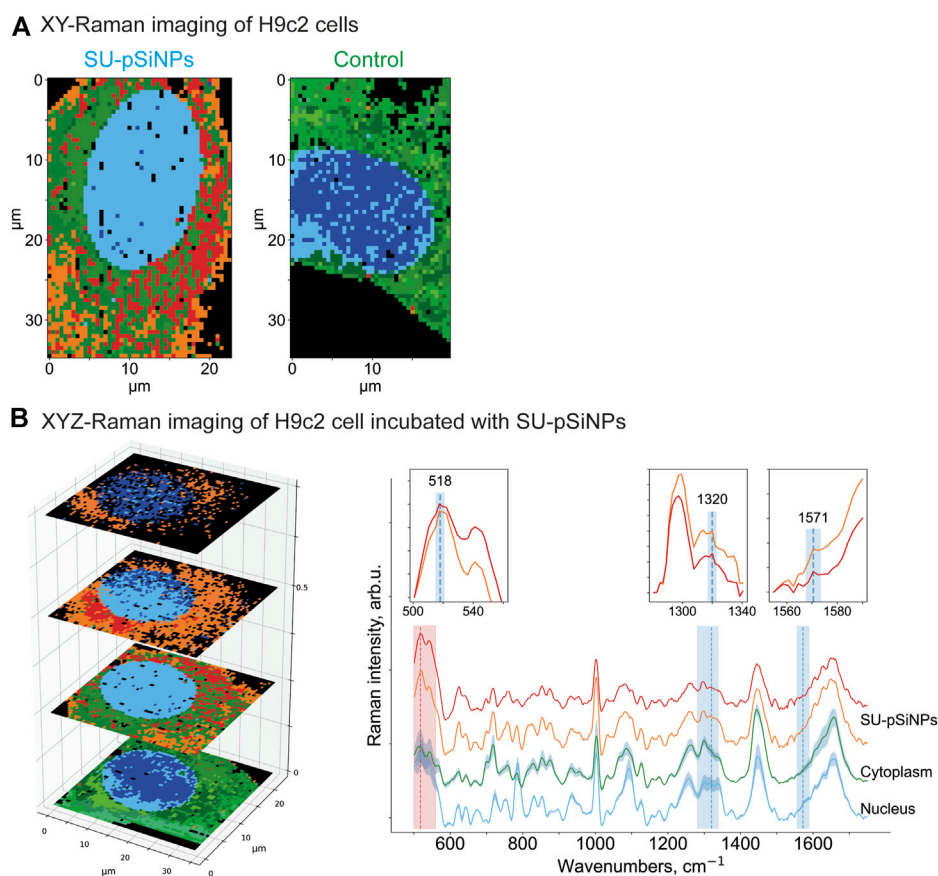 A XY-Raman imaging of H9c2 cells
SU-pSiNPs
Control
0
10
20
30
µm
0
10
20
µm
0
10
20
30
µm
0
10
µm
B XYZ-Raman imaging of H9c2 cell incubated with SU-pSiNPs
0.5
0
20
10
0
µm
0
10
20
30
µm
518
500
540
1320
1300
1340
1571
1560
1580
Raman intensity, arb.u.
SU-pSiNPs
Cytoplasm
Nucleus
600
800
1000
1200
1400
1600
Wavenumbers, cm⁻¹